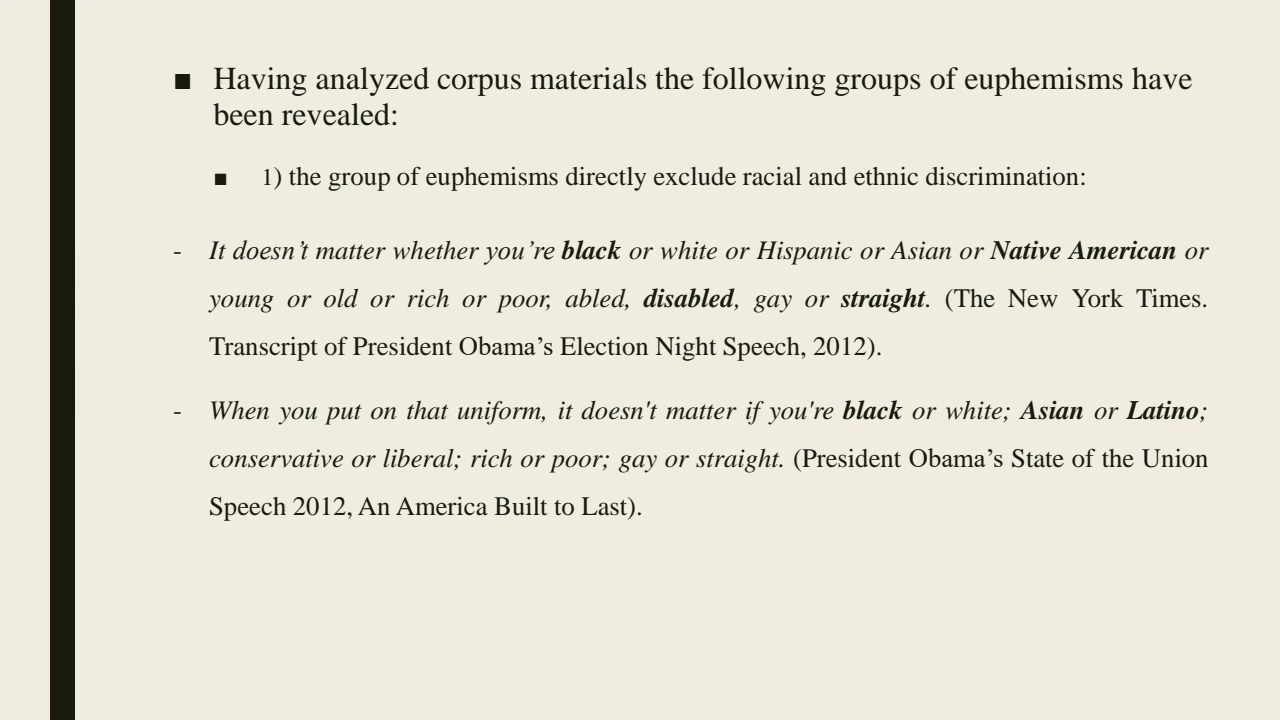 ■ Having analyzed corpus materials the following groups of euphemisms have
been revealed:
■ 1) the group of euphemisms directly exclude racial and ethnic discrimination:
- It doesn’t matter whether you’re black or white or Hispanic or Asian or Native American or
young or old or rich or poor, abled, disabled, gay or straight. (The New York Times.
Transcript of President Obama’s Election Night Speech, 2012).
- When you put on that uniform, it doesn't matter if you're black or white; Asian or Latino;
conservative or liberal; rich or poor; gay or straight. (President Obama’s State of the Union
Speech 2012, An America Built to Last).